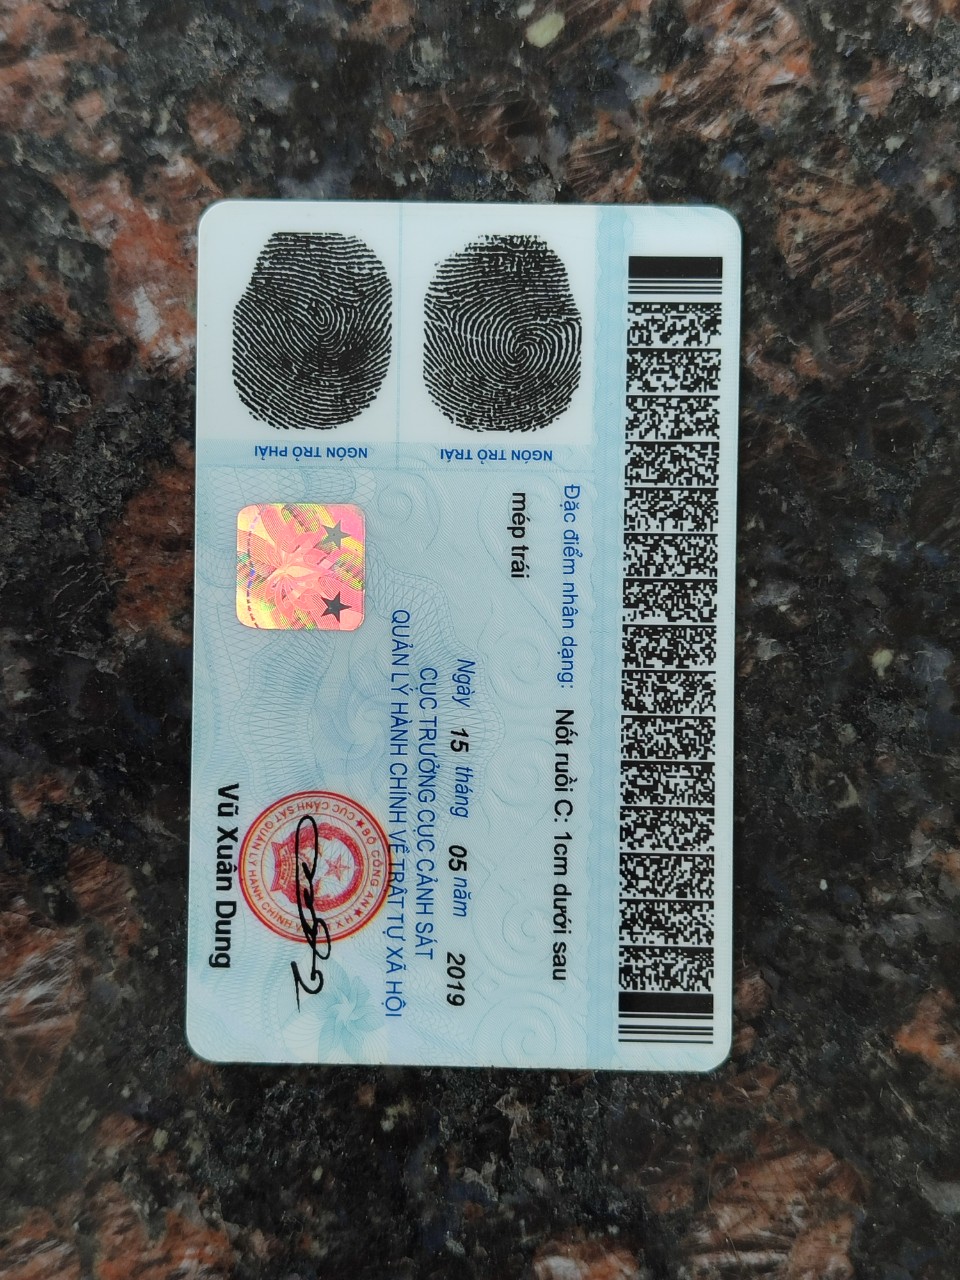 Đặc điểm nhân dạng: Nốt ruồi C: 1cm dưới sau
mép trái
NGÓN TRỎ TRÁI
NGÓN TRỎ PHẢI
Ngày 15 tháng 05 năm 2019
CỤC TRƯỞNG CỤC CẢNH SÁT
QUẢN LÝ HÀNH CHÍNH VỀ TRẬT TỰ XÃ HỘI
BỘ CÔNG AN
CỤC CẢNH SÁT QUẢN LÝ HÀNH CHÍNH
Vũ Xuân Dung